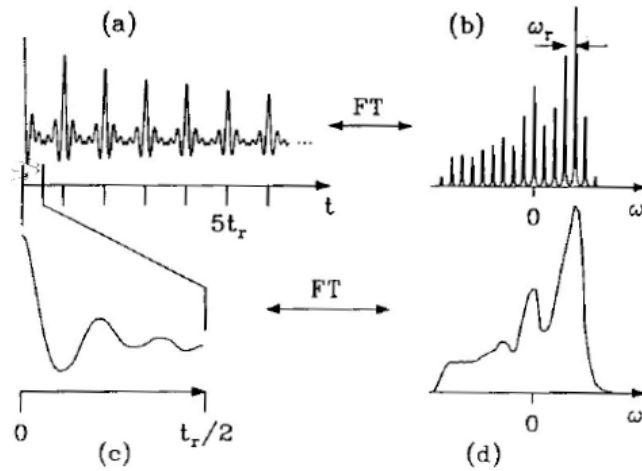 (a)
(b)
ω_r
FT
...
t
5t_r
0
ω
FT
0
t_r/2
(c)
0
ω
(d)